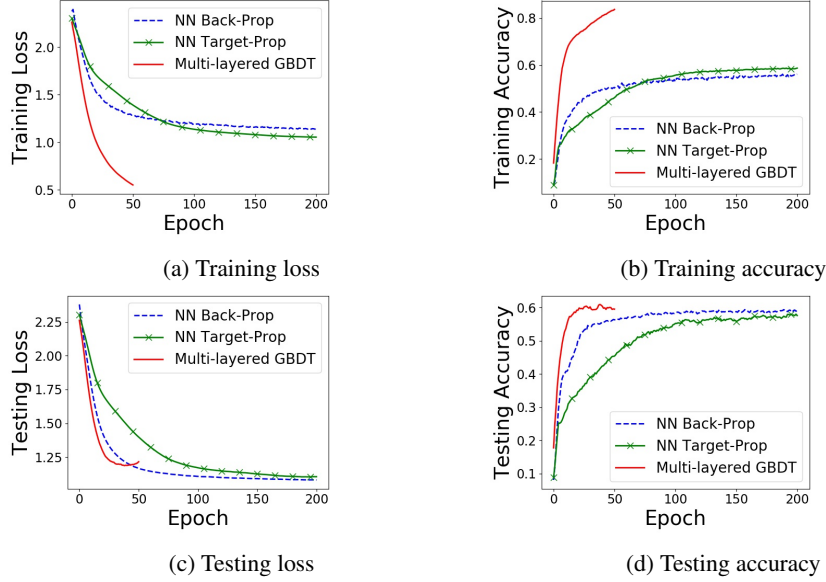 2.0
1.5
1.0
0.5
Training Loss
NN Back-Prop
NN Target-Prop
Multi-layered GBDT
0 50 100 150 200
Epoch
(a) Training loss
0.8
0.6
0.4
0.2
Training Accuracy
NN Back-Prop
NN Target-Prop
Multi-layered GBDT
0 50 100 150 200
Epoch
(b) Training accuracy
2.25
2.00
1.75
1.50
1.25
Testing Loss
NN Back-Prop
NN Target-Prop
Multi-layered GBDT
0 50 100 150 200
Epoch
(c) Testing loss
0.6
0.5
0.4
0.3
0.2
0.1
Testing Accuracy
NN Back-Prop
NN Target-Prop
Multi-layered GBDT
0 50 100 150 200
Epoch
(d) Testing accuracy